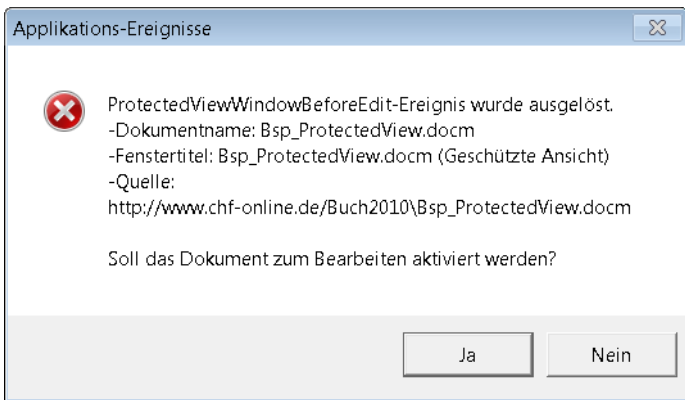 Applikations-Ereignisse
ProtectedViewWindowBeforeEdit-Ereignis wurde ausgelöst.
-Dokumentname: Bsp_ProtectedView.docm
-Fenstertitel: Bsp_ProtectedView.docm (Geschützte Ansicht)
-Quelle:
http://www.chf-online.de/Buch2010\Bsp_ProtectedView.docm
Soll das Dokument zum Bearbeiten aktiviert werden?
Ja
Nein